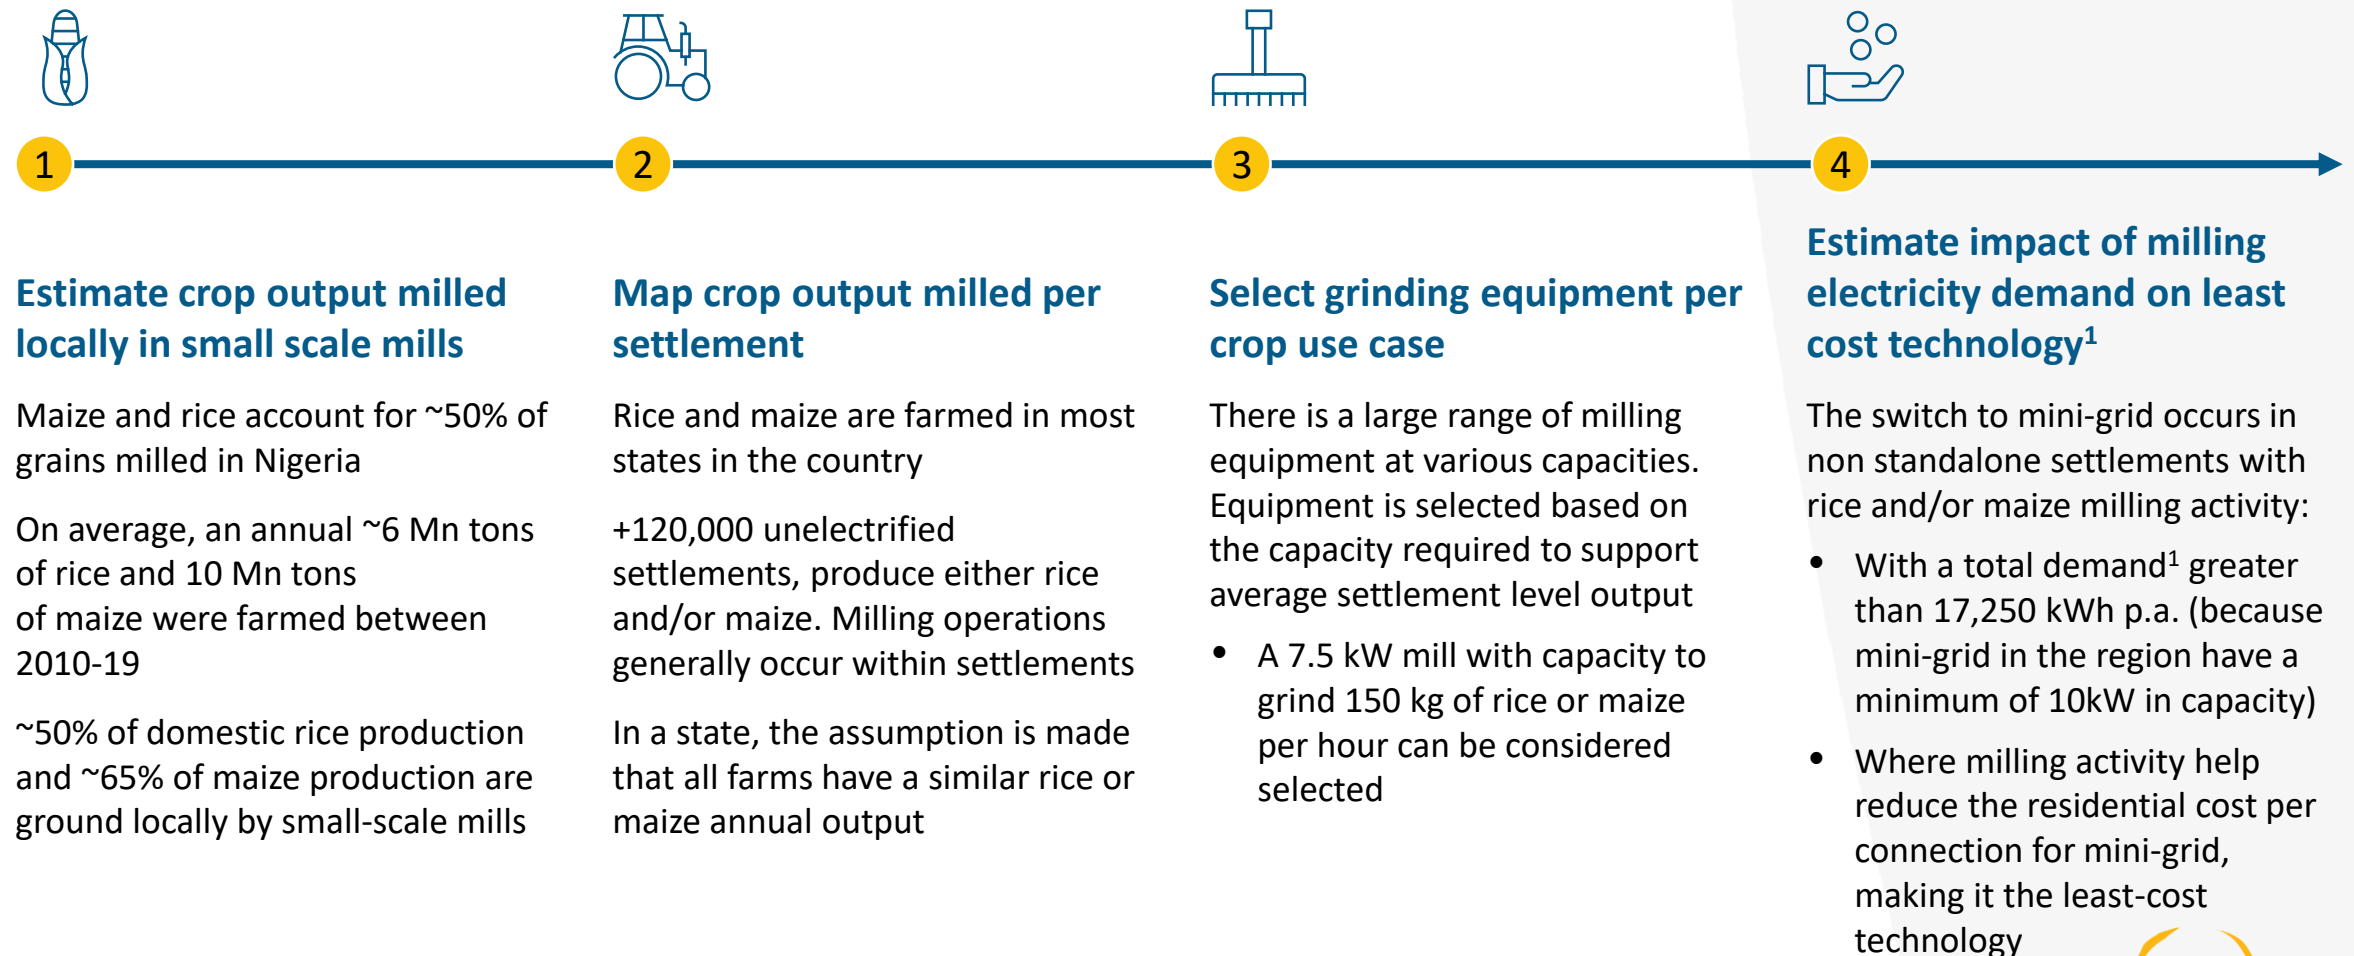 1
2
3
4
Estimate crop output milled
locally in small scale mills
Maize and rice account for ~50% of
grains milled in Nigeria
On average, an annual ~6 Mn tons
of rice and 10 Mn tons
of maize were farmed between
2010-19
~50% of domestic rice production
and ~65% of maize production are
ground locally by small-scale mills
Map crop output milled per
settlement
Rice and maize are farmed in most
states in the country
+120,000 unelectrified
settlements, produce either rice
and/or maize. Milling operations
generally occur within settlements
In a state, the assumption is made
that all farms have a similar rice or
maize annual output
Select grinding equipment per
crop use case
There is a large range of milling
equipment at various capacities.
Equipment is selected based on
the capacity required to support
average settlement level output
• A 7.5 kW mill with capacity to
grind 150 kg of rice or maize
per hour can be considered
selected
Estimate impact of milling
electricity demand on least
cost technology¹
The switch to mini-grid occurs in
non standalone settlements with
rice and/or maize milling activity:
• With a total demand¹ greater
than 17,250 kWh p.a. (because
mini-grid in the region have a
minimum of 10kW in capacity)
• Where milling activity help
reduce the residential cost per
connection for mini-grid,
making it the least-cost
technology